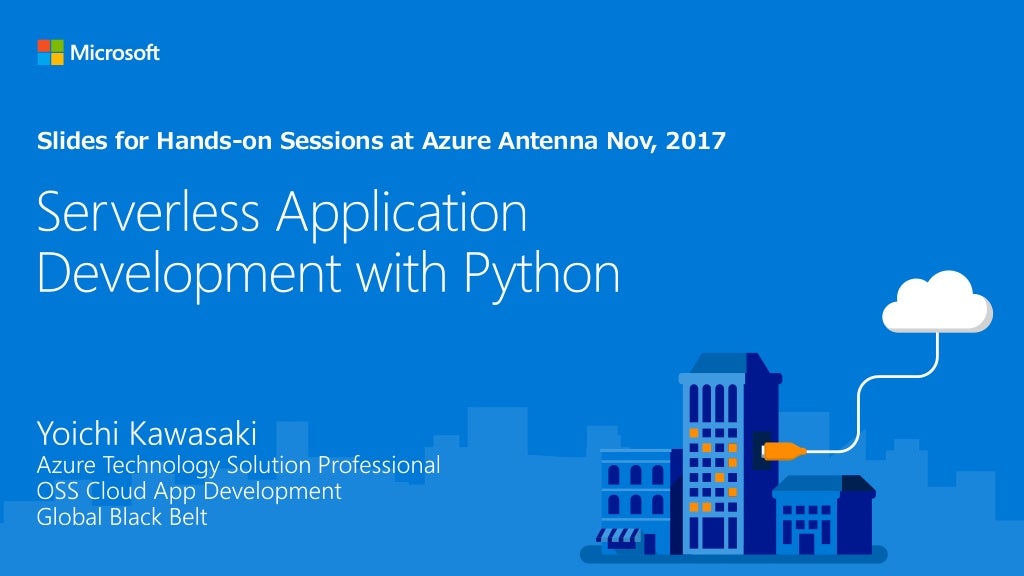 Microsoft
Slides for Hands-on Sessions at Azure Antenna Nov, 2017
Serverless Application
Development with Python
Yoichi Kawasaki
Azure Technology Solution Professional
OSS Cloud App Development
Global Black Belt